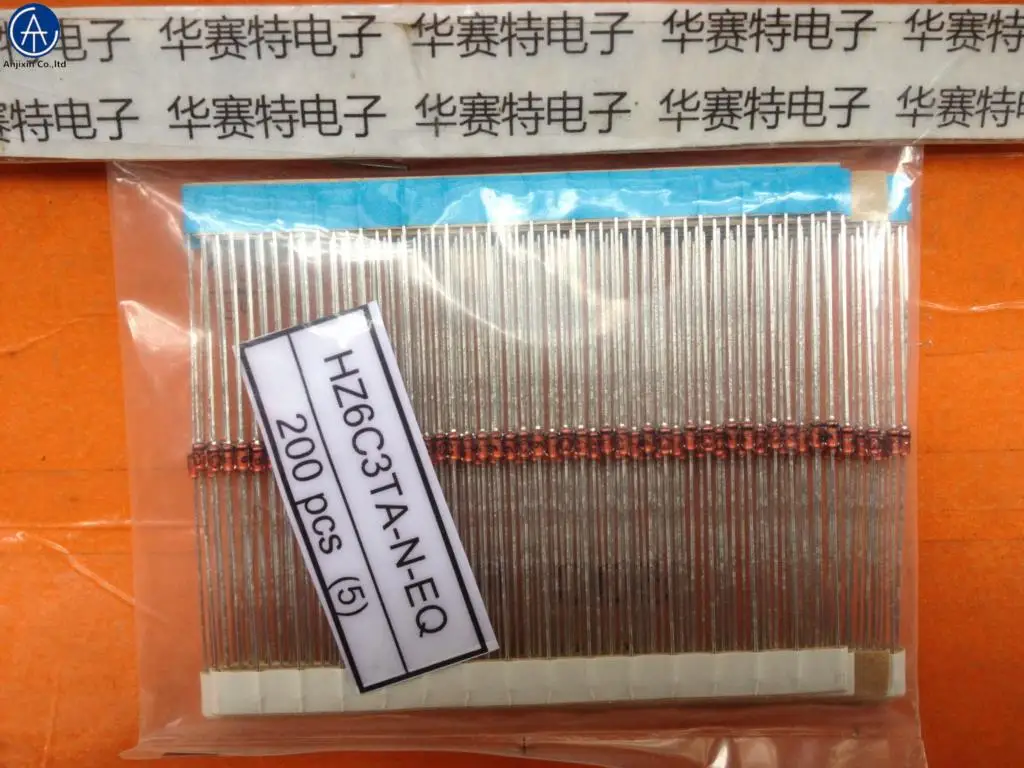 电子 华赛特电子 华赛特电子 华赛特电子 华赛特
Anjixin Co.,ltd
赛特电子 华赛特电子 华赛特电子 华赛特电子 华赛特
HZ6C3TA-N-EQ
200 pcs (5)